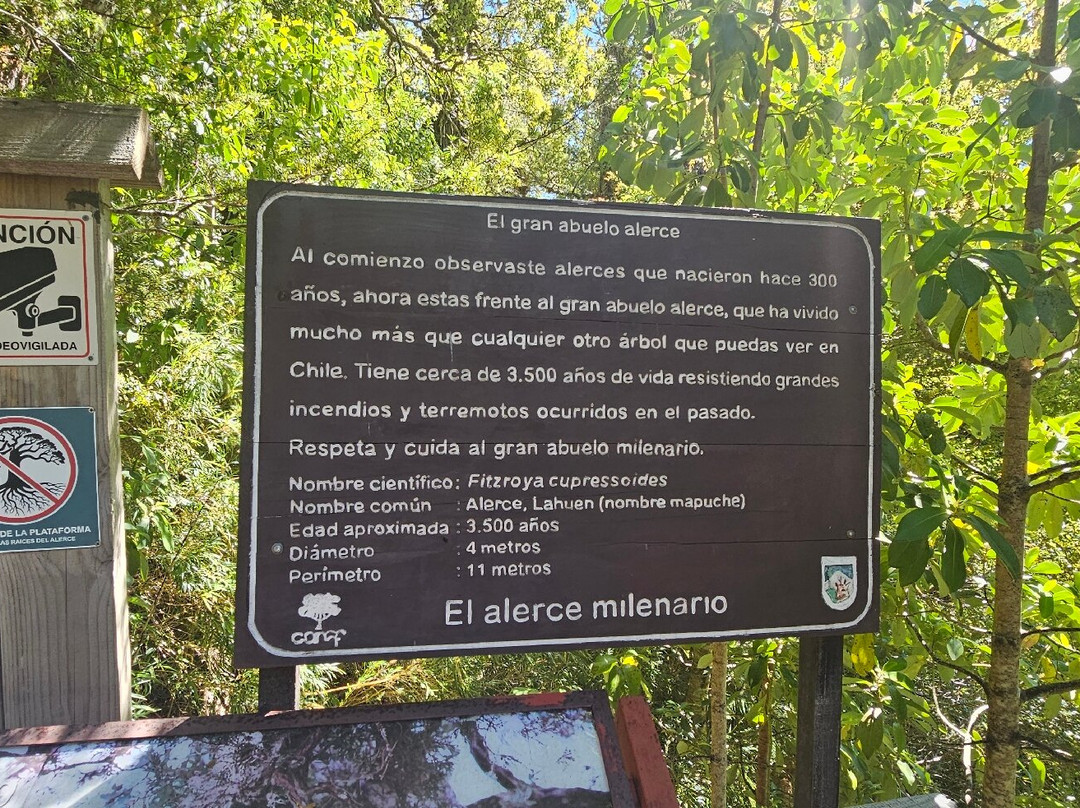 NCIÓN
DEOVIGILADA
DE LA PLATAFORMA
AS RAICES DEL ALERCE
El gran abuelo alerce
Al comienzo observaste alerces que nacieron hace 300
años, ahora estas frente al gran abuelo alerce, que ha vivido
mucho más que cualquier otro árbol que puedas ver en
Chile. Tiene cerca de 3.500 años de vida resistiendo grandes
incendios y terremotos ocurridos en el pasado.
Respeta y cuida al gran abuelo milenario.
Nombre científico: Fitzroya cupressoides
Nombre común : Alerce, Lahuen (nombre mapuche)
Edad aproximada : 3.500 años
Diámetro : 4 metros
Perímetro : 11 metros
El alerce milenario
conaf